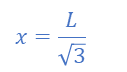 x = L / √3